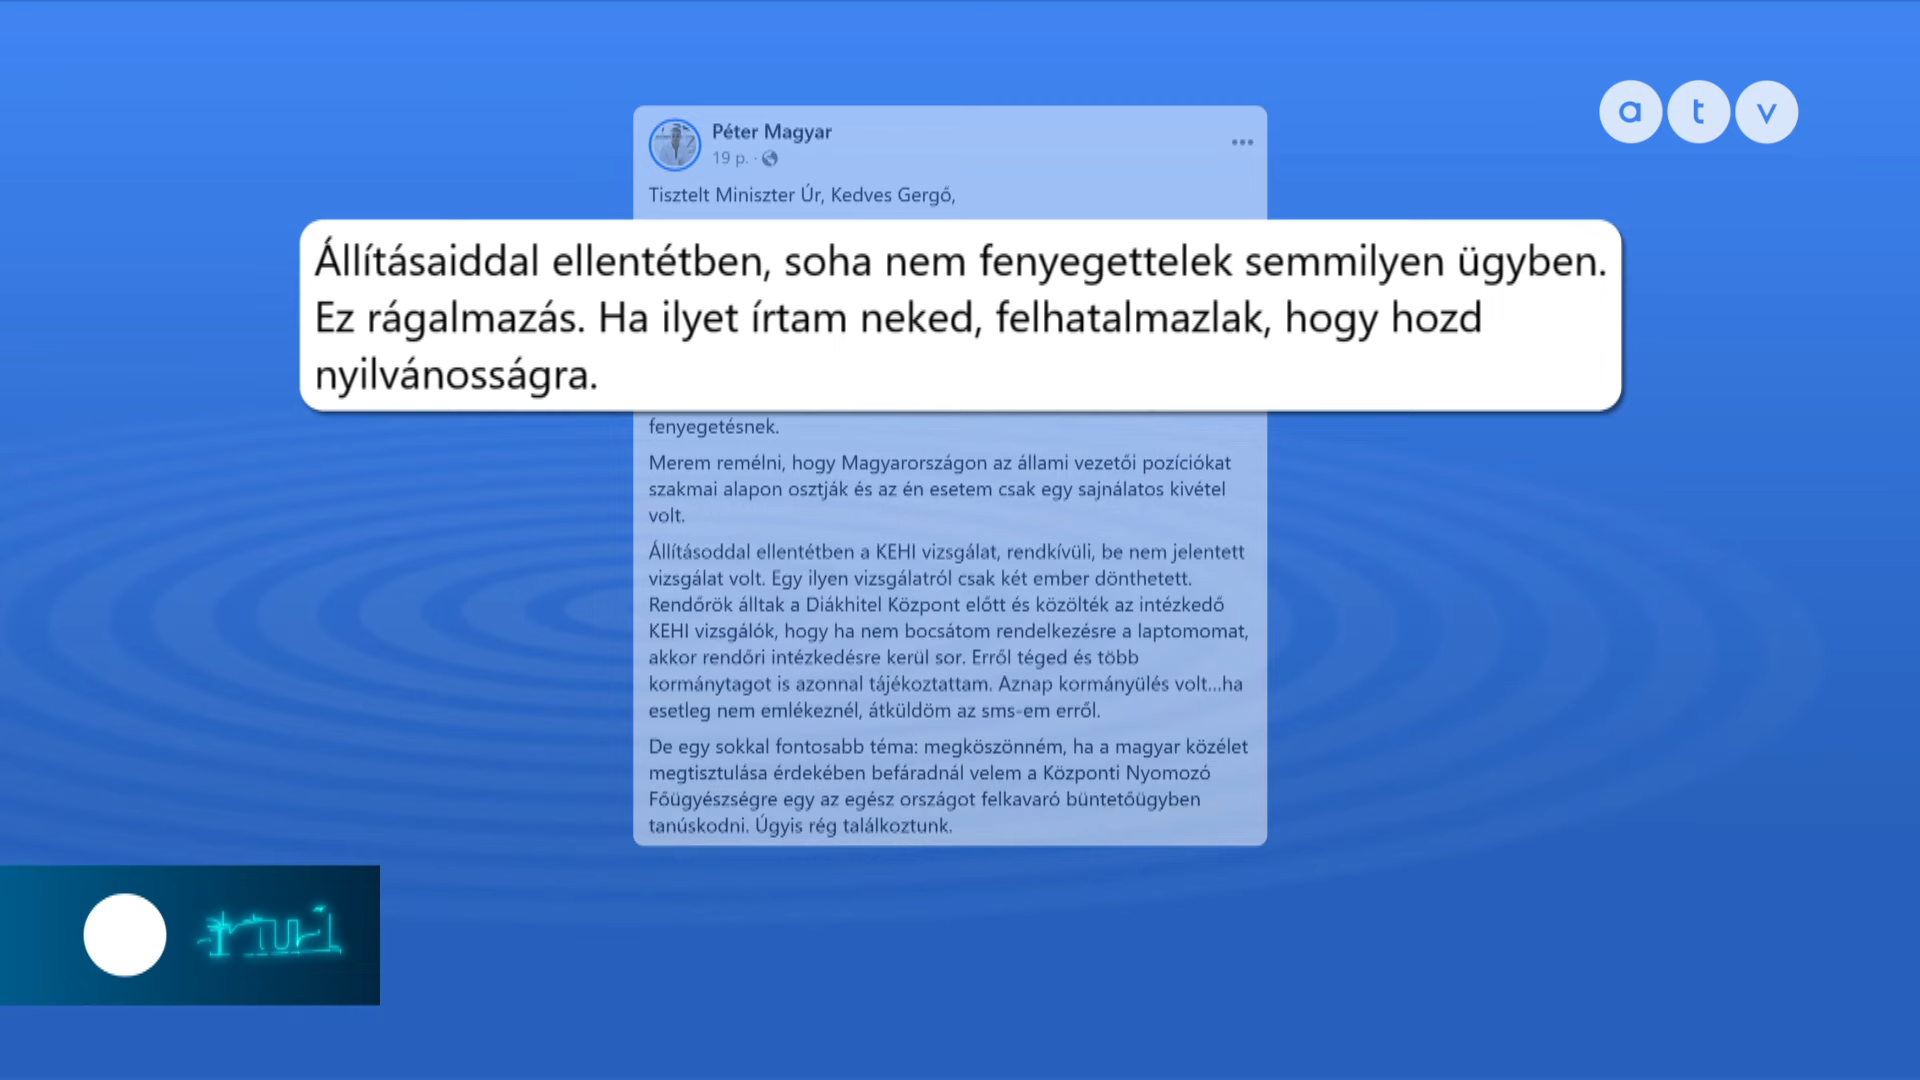 a t v
Péter Magyar
19 p. ·
Tisztelt Miniszter Úr, Kedves Gergő,
Állításaiddal ellentétben, soha nem fenyegettelek semmilyen ügyben.
Ez rágalmazás. Ha ilyet írtam neked, felhatalmazlak, hogy hozd
nyilvánosságra.
fenyegetésnek.
Merem remélni, hogy Magyarországon az állami vezetői pozíciókat
szakmai alapon osztják és az én esetem csak egy sajnálatos kivétel
volt.
Állításoddal ellentétben a KEHI vizsgálat, rendkívüli, be nem jelentett
vizsgálat volt. Egy ilyen vizsgálatról csak két ember dönthetett.
Rendőrök álltak a Diákhitel Központ előtt és közölték az intézkedő
KEHI vizsgálók, hogy ha nem bocsátom rendelkezésre a laptomomat,
akkor rendőri intézkedésre kerül sor. Erről téged és több
kormánytagot is azonnal tájékoztattam. Aznap kormányülés volt...ha
esetleg nem emlékeznél, átküldöm az sms-em erről.
De egy sokkal fontosabb téma: megköszönném, ha a magyar közélet
megtisztulása érdekében befáradnál velem a Központi Nyomozó
Főügyészségre egy az egész országot felkavaró büntetőügyben
tanúskodni. Úgyis rég találkoztunk.